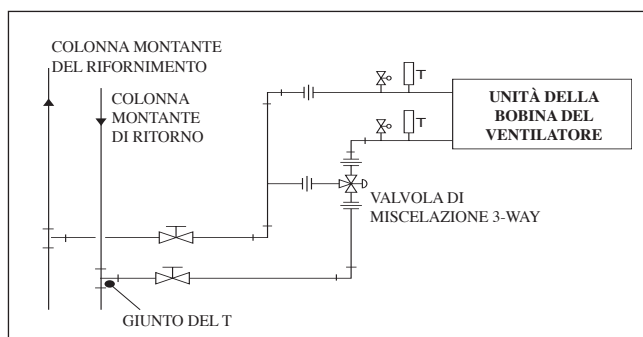 COLONNA MONTANTE
DEL RIFORNIMENTO
COLONNA
MONTANTE
DI RITORNO
T
T
UNITÀ DELLA
BOBINA DEL
VENTILATORE
VALVOLA DI
MISCELAZIONE 3-WAY
GIUNTO DEL T